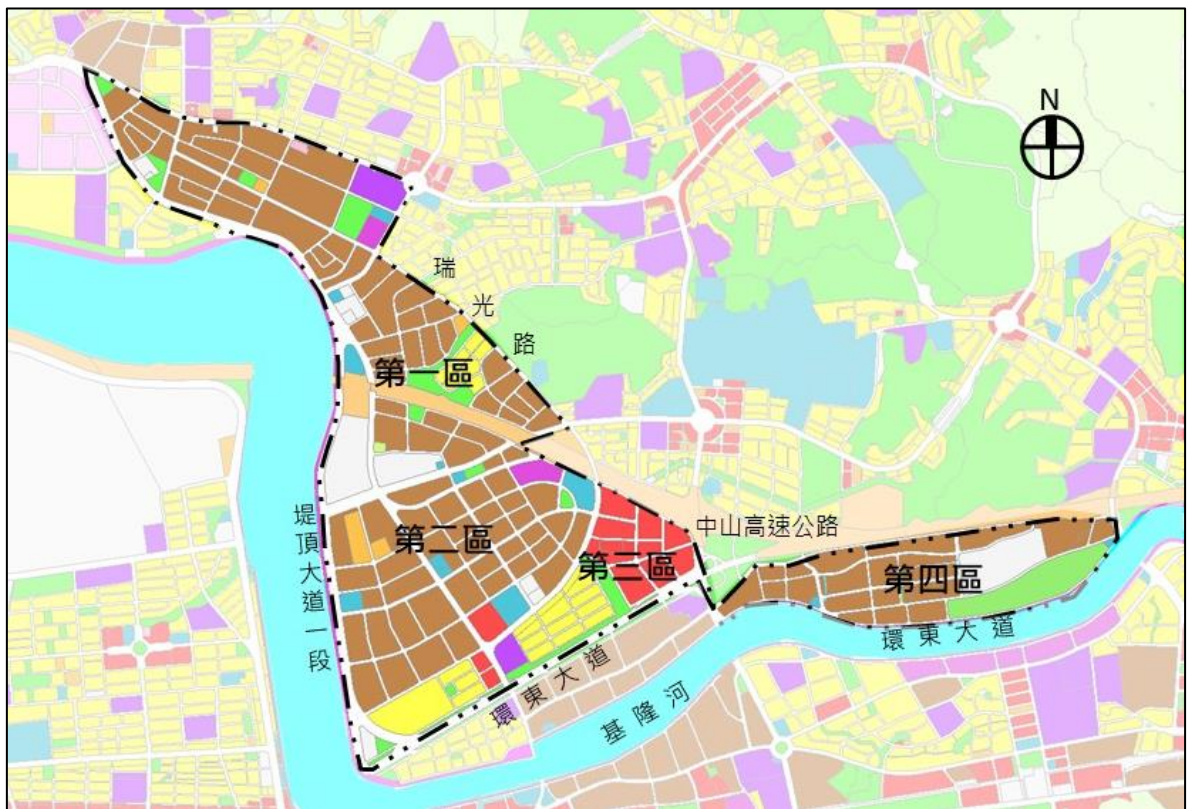 N
瑞光路
第一區
中山高速公路
堤頂大道一段
第二區
第三區
第四區
環東大道
環東大道
基隆河